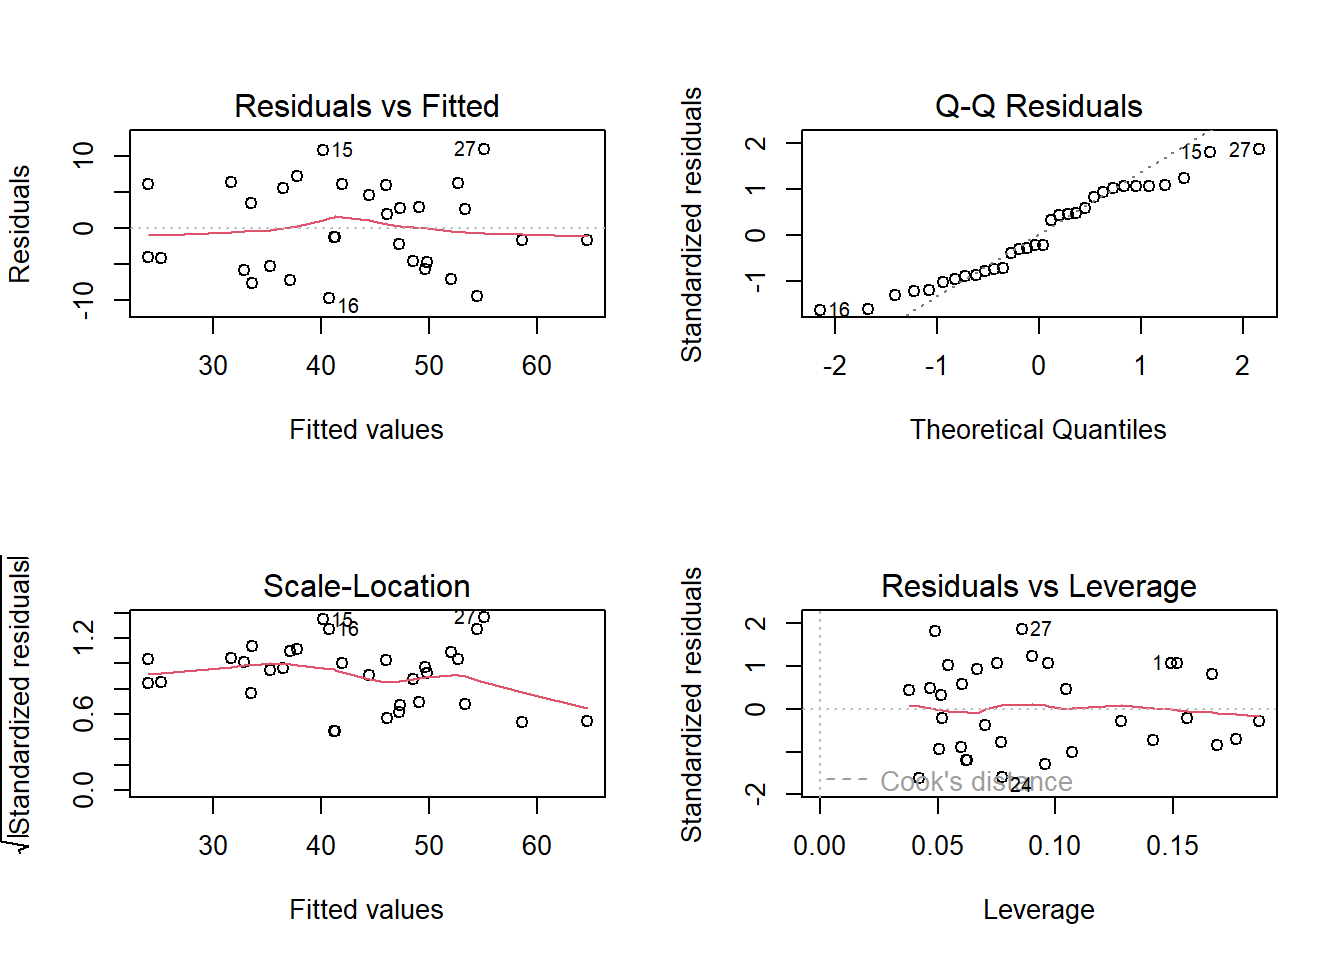 Residuals vs Fitted
Residuals
10
0
-10
15
27
16
30 40 50 60
Fitted values
Q-Q Residuals
Standardized residuals
2
1
0
-1
15
27
16
-2 -1 0 1 2
Theoretical Quantiles
Scale-Location
√|Standardized residuals|
1.2
0.6
0.0
15
16
27
30 40 50 60
Fitted values
Residuals vs Leverage
Standardized residuals
2
1
0
-2
27
1
24
Cook's distance
0.00 0.05 0.10 0.15
Leverage